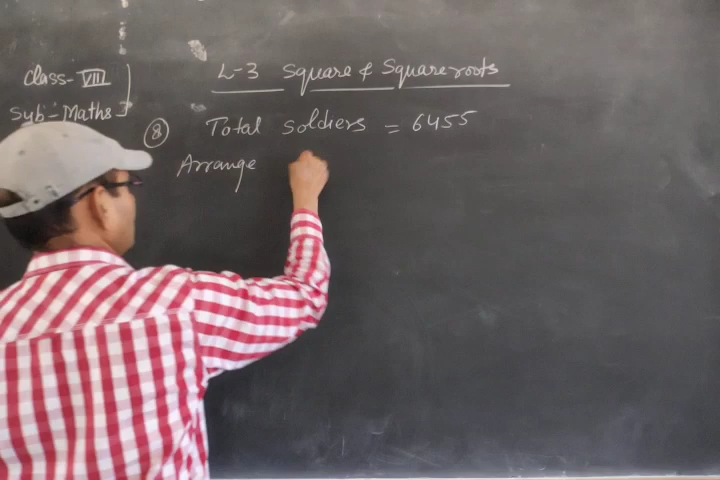 L-3 Square & Squareroots
Class-VIII
Sub-Maths
8 Total soldiers = 6455
Arrange